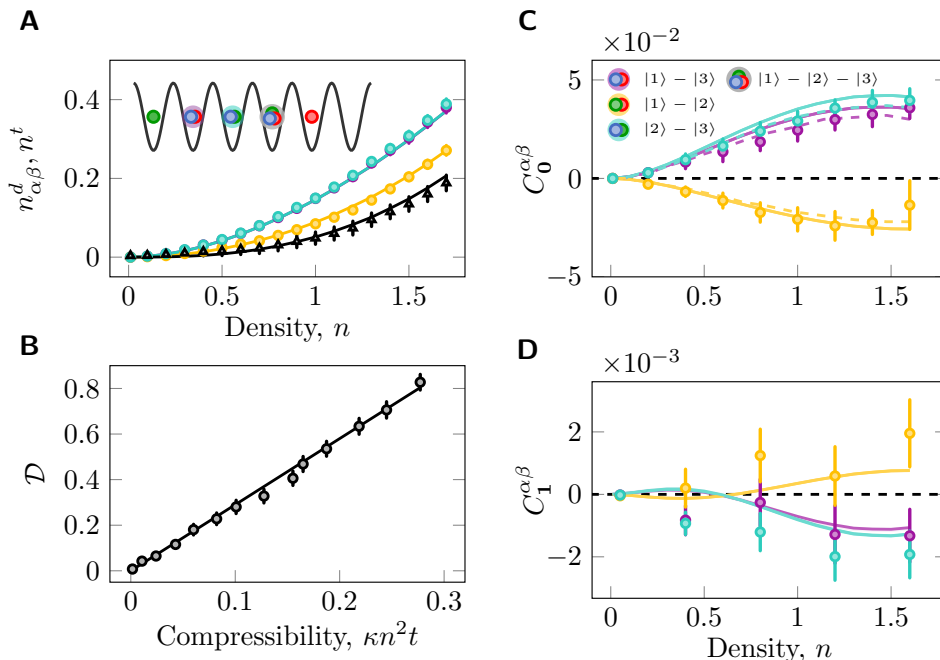 A
0.4
0.2
0
n^d_{αβ}, n^t
0
0.5
1
1.5
Density, n
B
0.8
0.6
0.4
0.2
0
𝒟
0
0.1
0.2
0.3
Compressibility, κn²t
C
×10⁻²
5
0
−5
C₀^{αβ}
|1⟩ − |3⟩
|1⟩ − |2⟩ − |3⟩
|1⟩ − |2⟩
|2⟩ − |3⟩
0
0.5
1
1.5
D
×10⁻³
2
0
−2
C₁^{αβ}
0
0.5
1
1.5
Density, n